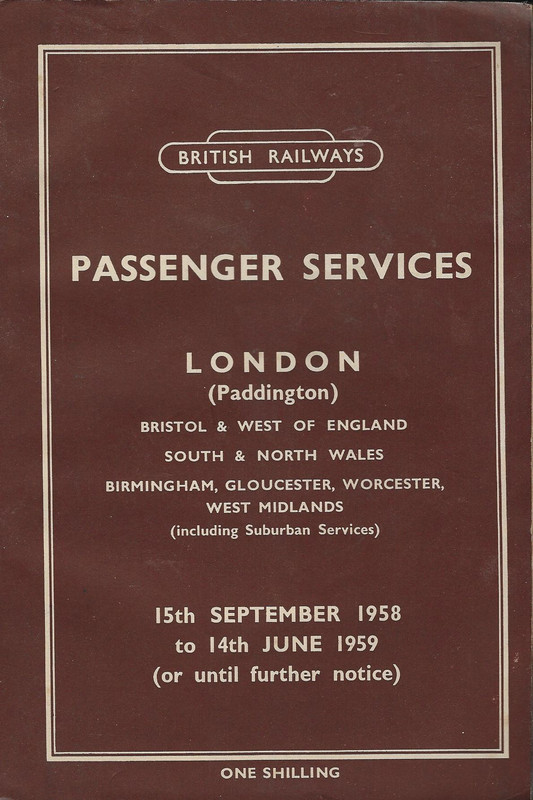 BRITISH RAILWAYS
PASSENGER SERVICES
LONDON
(Paddington)
BRISTOL & WEST OF ENGLAND
SOUTH & NORTH WALES
BIRMINGHAM, GLOUCESTER, WORCESTER,
WEST MIDLANDS
(including Suburban Services)
15th SEPTEMBER 1958
to 14th JUNE 1959
(or until further notice)
ONE SHILLING